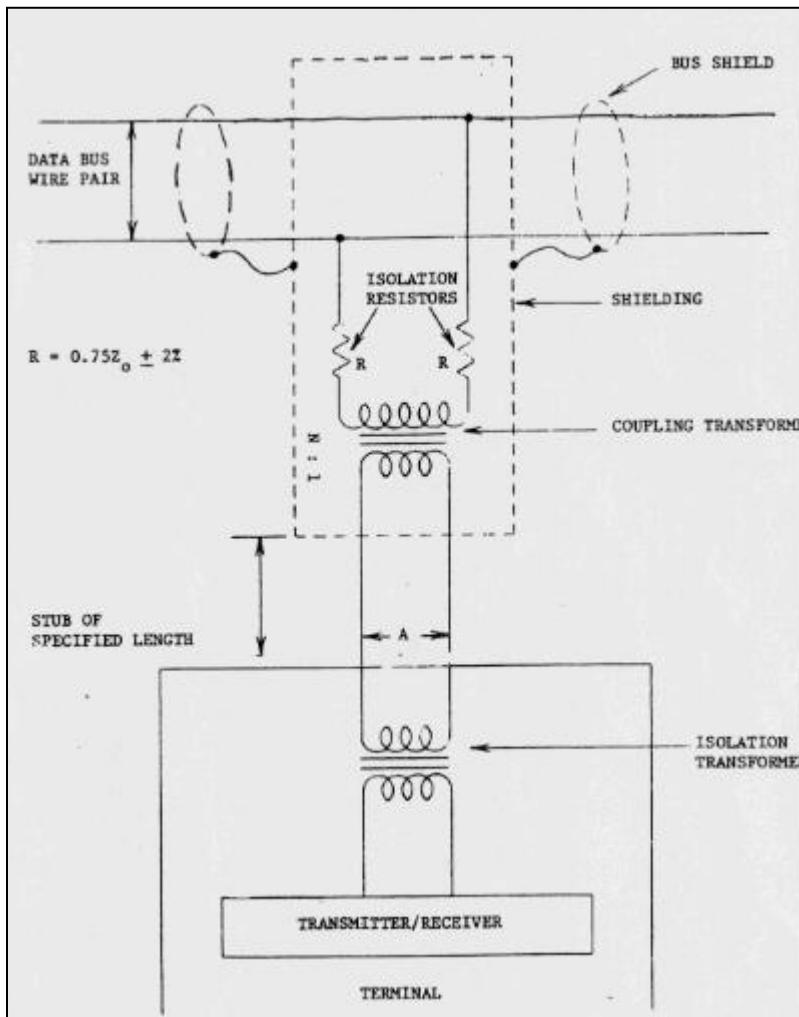 BUS SHIELD
DATA BUS
WIRE PAIR
ISOLATION
RESISTORS
SHIELDING
R = 0.75Z₀ ± 2%
R
R
COUPLING TRANSFORME
N : 1
STUB OF
SPECIFIED LENGTH
A
ISOLATION
TRANSFORME
TRANSMITTER/RECEIVER
TERMINAL